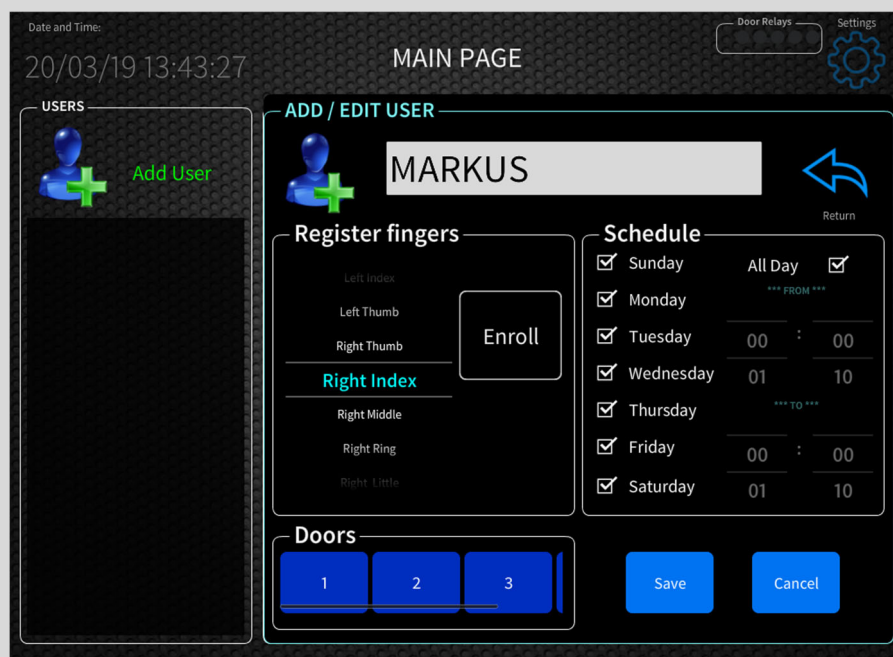 Date and Time:
20/03/19 13:43:27
MAIN PAGE
Door Relays
Settings
USERS
Add User
ADD / EDIT USER
MARKUS
Return
Register fingers
Left Index
Left Thumb
Right Thumb
Right Index
Right Middle
Right Ring
Right Little
Enroll
Schedule
Sunday
Monday
Tuesday
Wednesday
Thursday
Friday
Saturday
All Day
*** FROM ***
00 : 00
01 10
*** TO ***
00 : 00
01 10
Doors
1 2 3
Save
Cancel